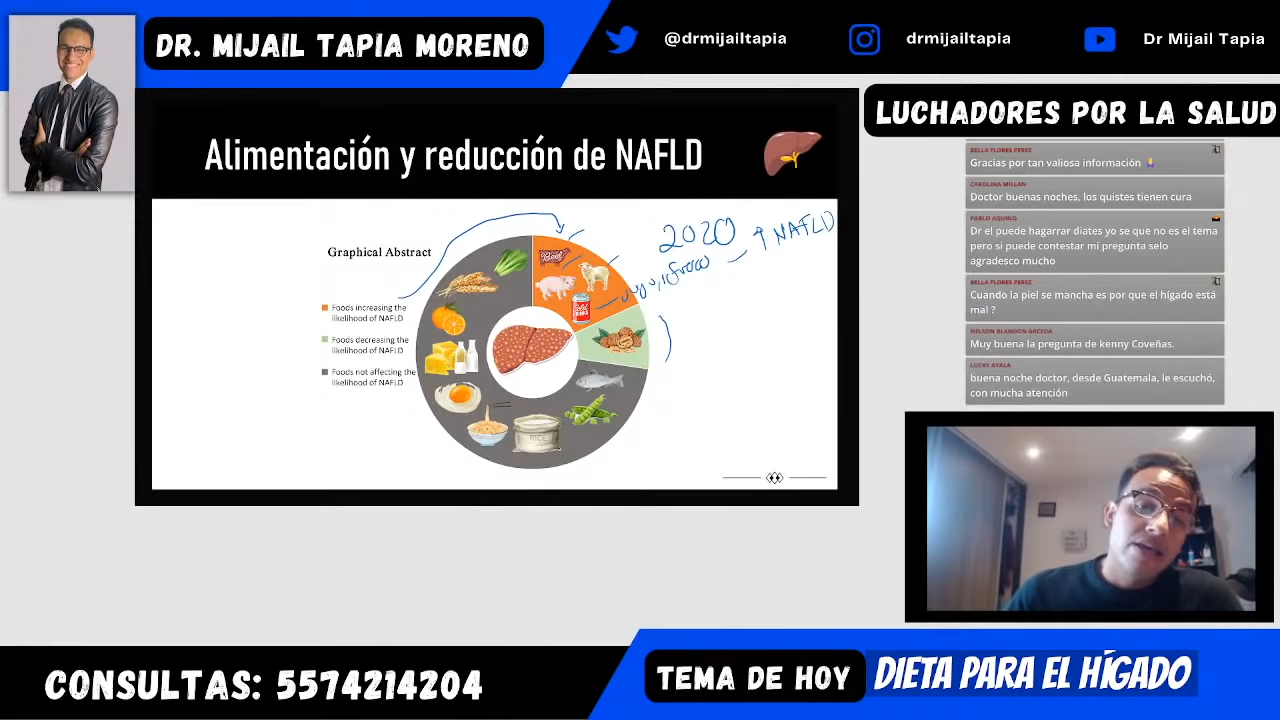 DR. MIJAIL TAPIA MORENO
@drmijailtapia
drmijailtapia
Dr Mijail Tapia
LUCHADORES POR LA SALUD
Alimentación y reducción de NAFLD
Graphical Abstract
Foods increasing the
likelihood of NAFLD
Foods decreasing the
likelihood of NAFLD
Foods not affecting the
likelihood of NAFLD
Beef
RICE
2020
↑ NAFLD
BELLA FLORES PEREZ
Gracias por tan valiosa información
CAROLINA MILLAN
Doctor buenas noches, los quistes tienen cura
PABLO AQUINO
Dr el puede hagarrar diates yo se que no es el tema
pero si puede contestar mi pregunta selo
agradesco mucho
BELLA FLORES PEREZ
Cuando la piel se mancha es por que el hígado está
mal ?
NELSON BLANDON ARCEDA
Muy buena la pregunta de kenny Coveñas.
LUCKY AYALA
buena noche doctor, desde Guatemala, le escuchó,
con mucha atención
CONSULTAS: 5574214204
TEMA DE HOY
DIETA PARA EL HÍGADO